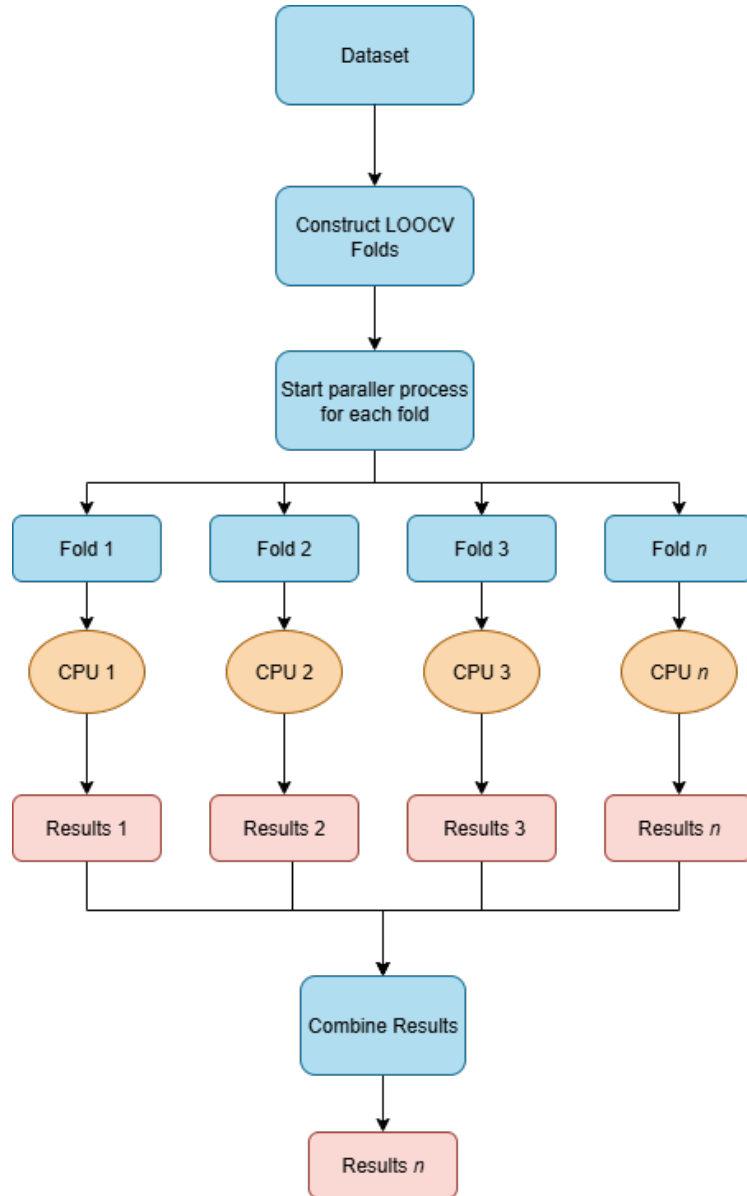 Dataset
Construct LOOCV
Folds
Start paraller process
for each fold
Fold 1
Fold 2
Fold 3
Fold n
CPU 1
CPU 2
CPU 3
CPU n
Results 1
Results 2
Results 3
Results n
Combine Results
Results n